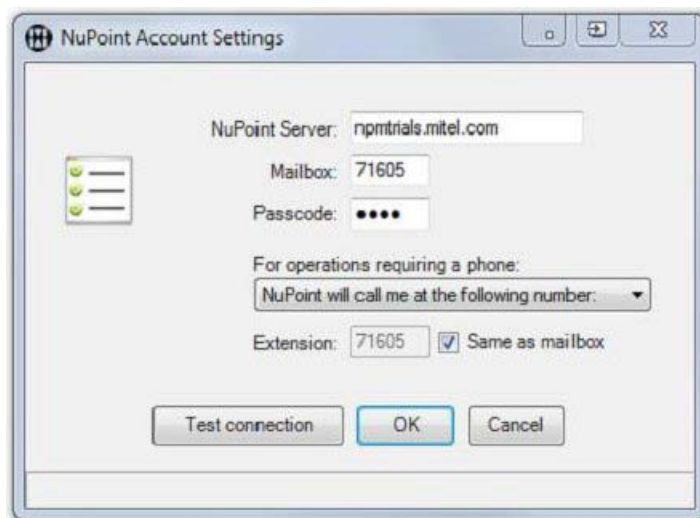 NuPoint Account Settings
NuPoint Server: npmtrials.mitel.com
Mailbox: 71605
Passcode: ●●●●
For operations requiring a phone:
NuPoint will call me at the following number:
Extension: 71605 Same as mailbox
Test connection OK Cancel